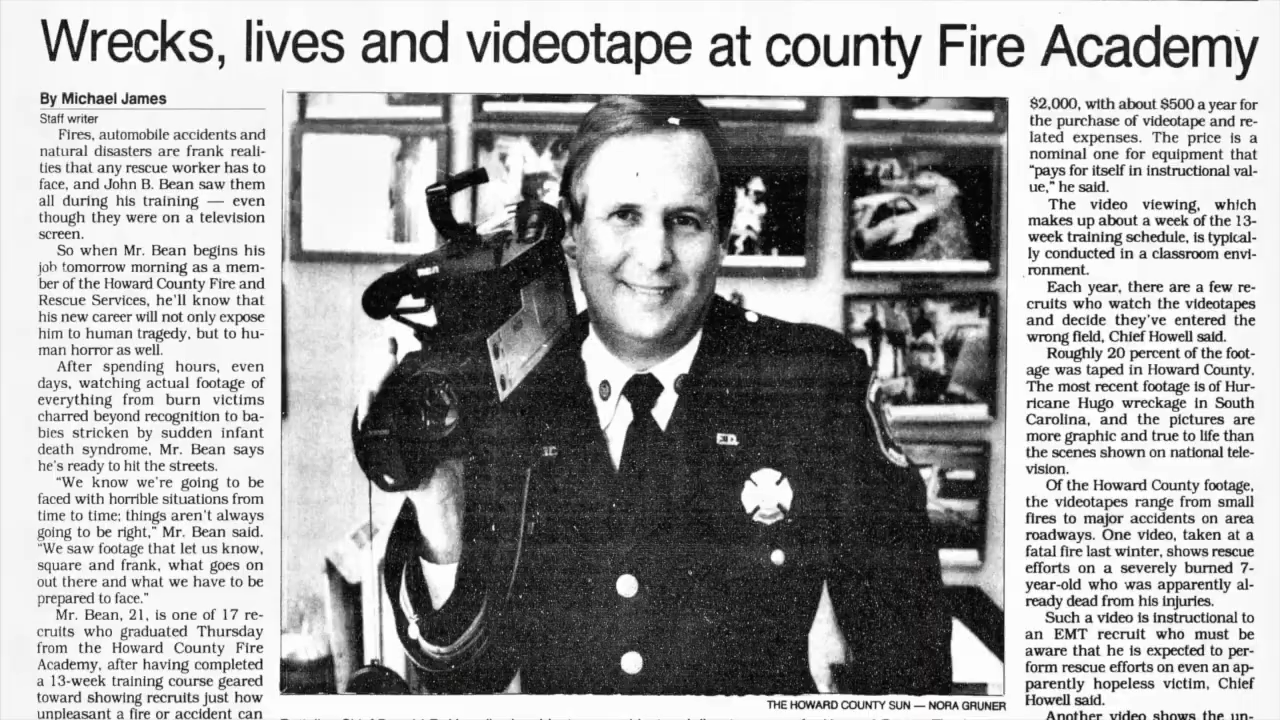 Wrecks, lives and videotape at county Fire Academy
By Michael James
Staff writer
Fires, automobile accidents and
natural disasters are frank reali-
ties that any rescue worker has to
face, and John B. Bean saw them
all during his training — even
though they were on a television
screen.
So when Mr. Bean begins his
job tomorrow morning as a mem-
ber of the Howard County Fire and
Rescue Services, he'll know that
his new career will not only expose
him to human tragedy, but to hu-
man horror as well.
After spending hours, even
days, watching actual footage of
everything from burn victims
charred beyond recognition to ba-
bies stricken by sudden infant
death syndrome, Mr. Bean says
he's ready to hit the streets.
"We know we're going to be
faced with horrible situations from
time to time; things aren't always
going to be right," Mr. Bean said.
"We saw footage that let us know,
square and frank, what goes on
out there and what we have to be
prepared to face."
Mr. Bean, 21, is one of 17 re-
cruits who graduated Thursday
from the Howard County Fire
Academy, after having completed
a 13-week training course geared
toward showing recruits just how
unpleasant a fire or accident can
RCA
THE HOWARD COUNTY SUN — NORA GRUNER
$2,000, with about $500 a year for
the purchase of videotape and re-
lated expenses. The price is a
nominal one for equipment that
"pays for itself in instructional val-
ue," he said.
The video viewing, which
makes up about a week of the 13-
week training schedule, is typical-
ly conducted in a classroom envi-
ronment.
Each year, there are a few re-
cruits who watch the videotapes
and decide they've entered the
wrong field, Chief Howell said.
Roughly 20 percent of the foot-
age was taped in Howard County.
The most recent footage is of Hur-
ricane Hugo wreckage in South
Carolina, and the pictures are
more graphic and true to life than
the scenes shown on national tele-
vision.
Of the Howard County footage,
the videotapes range from small
fires to major accidents on area
roadways. One video, taken at a
fatal fire last winter, shows rescue
efforts on a severely burned 7-
year-old who was apparently al-
ready dead from his injuries.
Such a video is instructional to
an EMT recruit who must be
aware that he is expected to per-
form rescue efforts on even an ap-
parently hopeless victim, Chief
Howell said.
Another video shows the un-